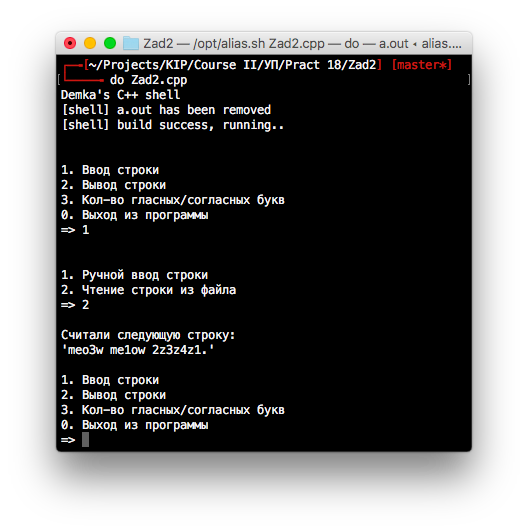 Zad2 — /opt/alias.sh Zad2.cpp — do — a.out ◂ alias....
[~/Projects/KIP/Course II/УП/Pract 18/Zad2] [master*]
do Zad2.cpp
Demka's C++ shell
[shell] a.out has been removed
[shell] build success, running..
1. Ввод строки
2. Вывод строки
3. Кол-во гласных/согласных букв
0. Выход из программы
=> 1
1. Ручной ввод строки
2. Чтение строки из файла
=> 2
Считали следующую строку:
'meo3w me1ow 2z3z4z1.'
1. Ввод строки
2. Вывод строки
3. Кол-во гласных/согласных букв
0. Выход из программы
=>